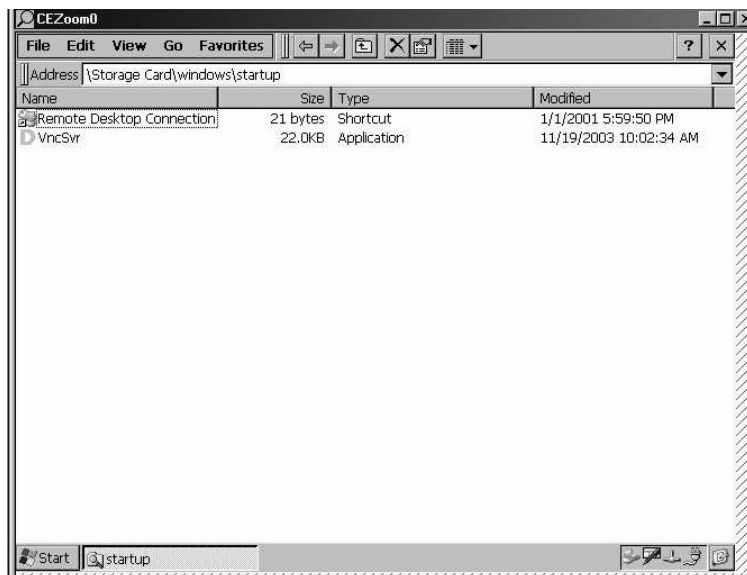 CEZoom0
File Edit View Go Favorites ?
Address \Storage Card\windows\startup
Name Size Type Modified
Remote Desktop Connection 21 bytes Shortcut 1/1/2001 5:59:50 PM
VncSvr 22.0KB Application 11/19/2003 10:02:34 AM
Start startup